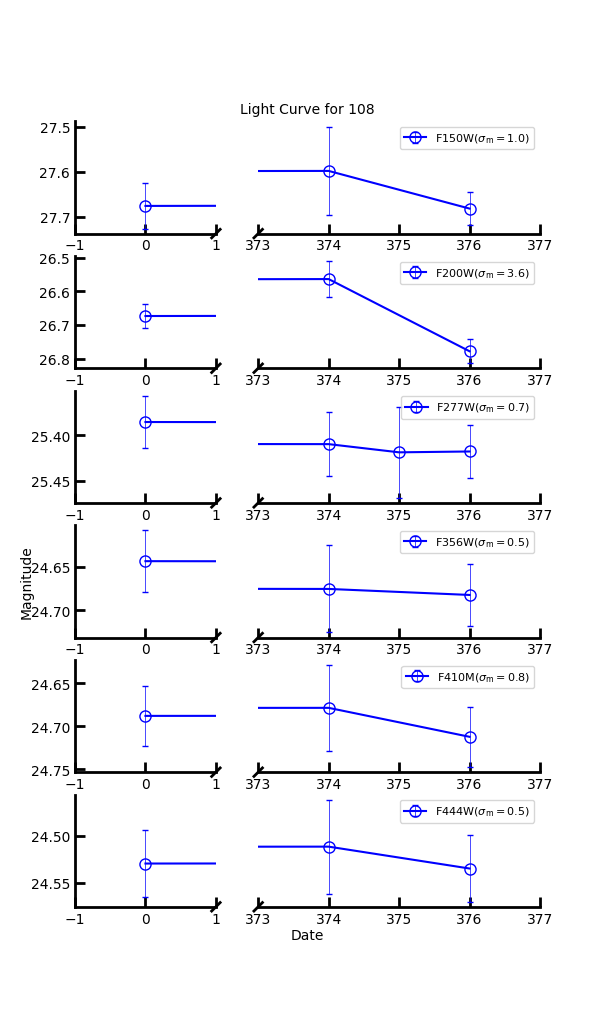 Light Curve for 108
27.5
27.6
27.7
F150W(σm = 1.0)
−1 0 1 373 374 375 376 377
26.5
26.6
26.7
26.8
F200W(σm = 3.6)
−1 0 1 373 374 375 376 377
25.40
25.45
F277W(σm = 0.7)
−1 0 1 373 374 375 376 377
Magnitude
24.65
24.70
F356W(σm = 0.5)
−1 0 1 373 374 375 376 377
24.65
24.70
24.75
F410M(σm = 0.8)
−1 0 1 373 374 375 376 377
24.50
24.55
F444W(σm = 0.5)
−1 0 1 373 374 375 376 377
Date